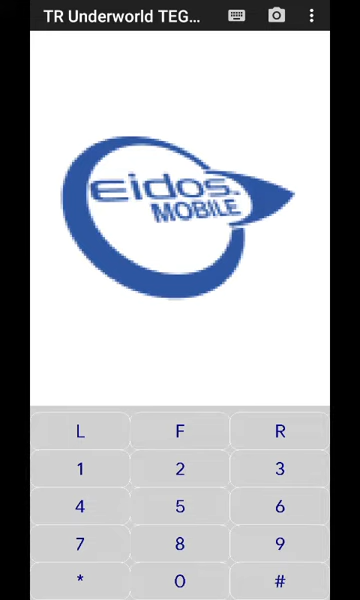 TR Underworld TEG...
Eidos
MOBILE
L F R
1 2 3
4 5 6
7 8 9
* 0 #